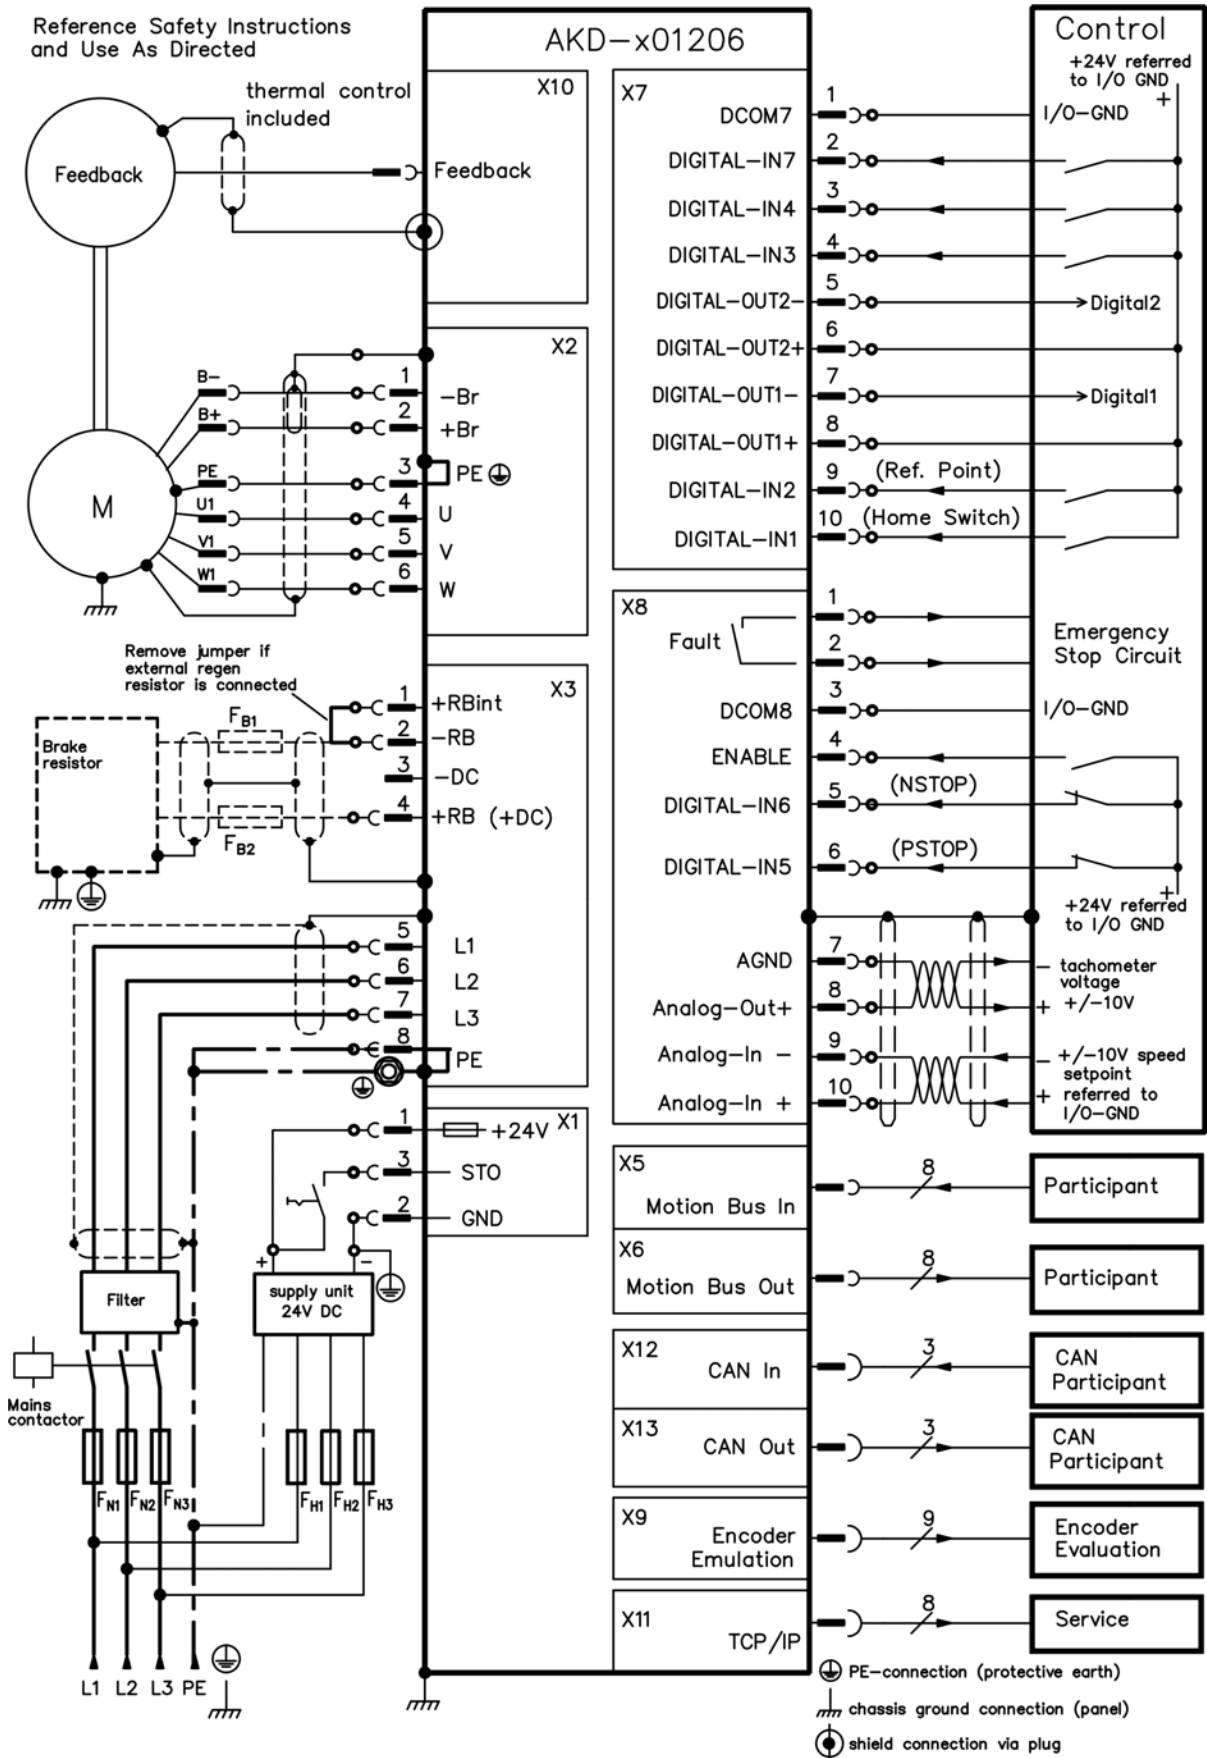 Reference Safety Instructions
and Use As Directed
AKD-x01206
Control
+24V referred
to I/O GND
+
thermal control
included
Feedback
X10
Feedback
X7
DCOM7
1
I/O-GND
DIGITAL-IN7
2
DIGITAL-IN4
3
DIGITAL-IN3
4
DIGITAL-OUT2-
5
Digital2
DIGITAL-OUT2+
6
DIGITAL-OUT1-
7
Digital1
DIGITAL-OUT1+
8
DIGITAL-IN2
9
(Ref. Point)
DIGITAL-IN1
10
(Home Switch)
X2
M
B-
1
-Br
B+
2
+Br
PE
3
PE
U1
4
U
V1
5
V
W1
6
W
X8
Fault
1
2
Emergency
Stop Circuit
DCOM8
3
I/O-GND
ENABLE
4
DIGITAL-IN6
5
(NSTOP)
DIGITAL-IN5
6
(PSTOP)
+
+24V referred
to I/O GND
AGND
7
- tachometer
voltage
Analog-Out+
8
+ +/-10V
Analog-In -
9
- +/-10V speed
setpoint
Analog-In +
10
+ referred to
I/O-GND
Remove jumper if
external regen
resistor is connected
X3
Brake
resistor
FB1
FB2
1
+RBint
2
-RB
3
-DC
4
+RB (+DC)
5
L1
6
L2
7
L3
8
PE
X1
1
+24V
3
STO
2
GND
+
-
supply unit
24V DC
Filter
Mains
contactor
FN1
FN2
FN3
FH1
FH2
FH3
L1
L2
L3
PE
X5
Motion Bus In
8
Participant
X6
Motion Bus Out
8
Participant
X12
CAN In
3
CAN
Participant
X13
CAN Out
3
CAN
Participant
X9
Encoder
Emulation
9
Encoder
Evaluation
X11
TCP/IP
8
Service
PE-connection (protective earth)
chassis ground connection (panel)
shield connection via plug